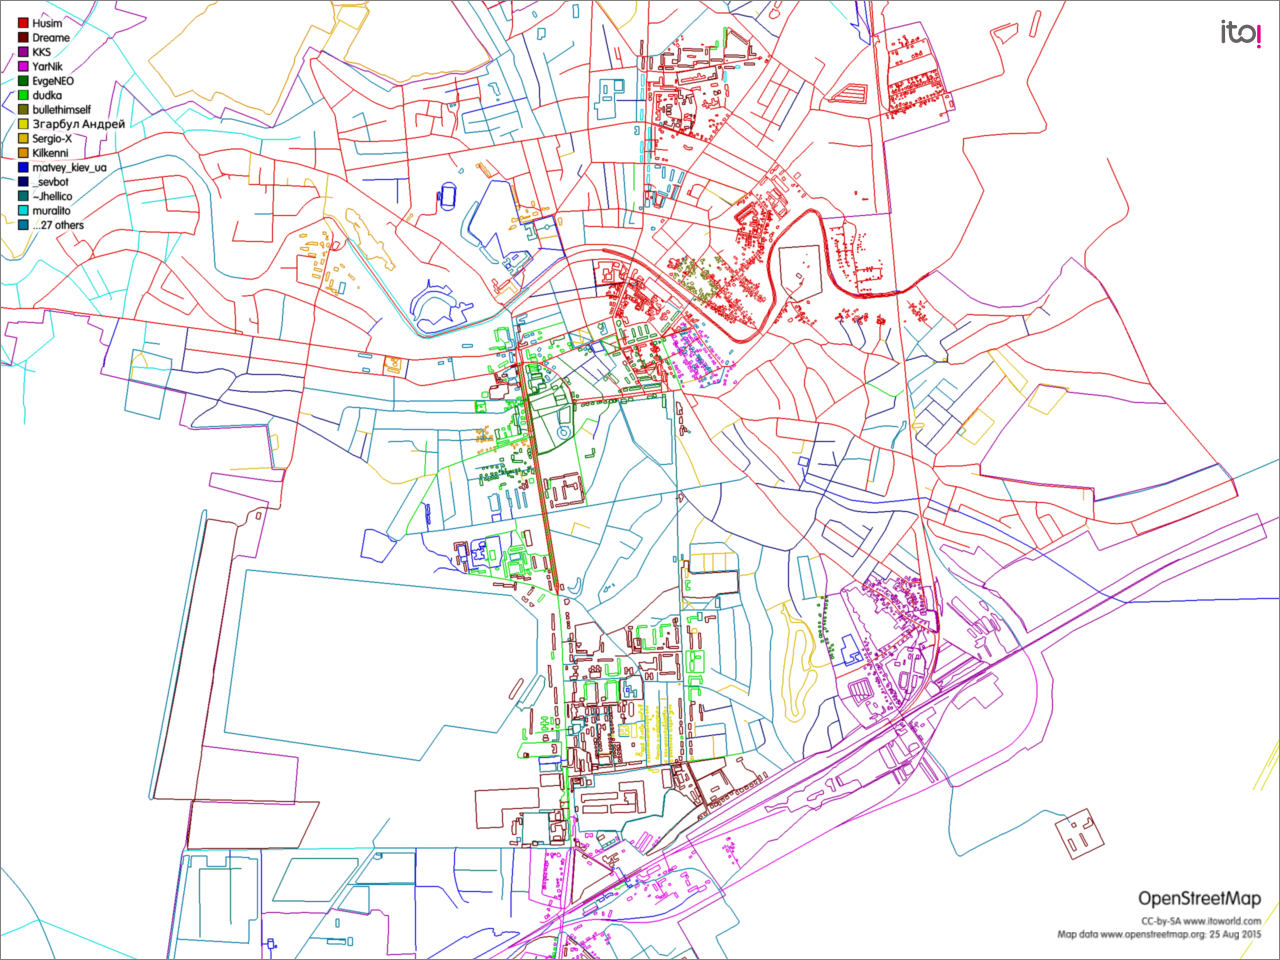 Husim
Dreame
KKS
YarNik
EvgeNEO
dudka
bullethimself
Згарбул Андрей
Sergio-X
Kilkenni
matvey_kiev_ua
_sevbot
~Jhellico
muralito
...27 others
ito!
OpenStreetMap
CC-by-SA www.itoworld.com
Map data www.openstreetmap.org: 25 Aug 2015